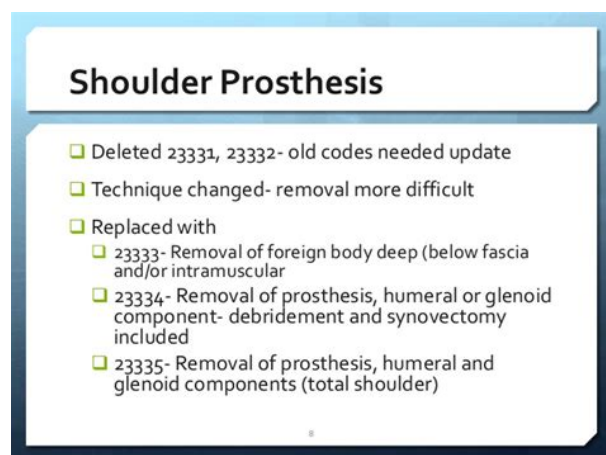 Shoulder Prosthesis
Deleted 23331, 23332- old codes needed update
Technique changed- removal more difficult
Replaced with
23333- Removal of foreign body deep (below fascia
and/or intramuscular
23334- Removal of prosthesis, humeral or glenoid
component- debridement and synovectomy
included
23335- Removal of prosthesis, humeral and
glenoid components (total shoulder)